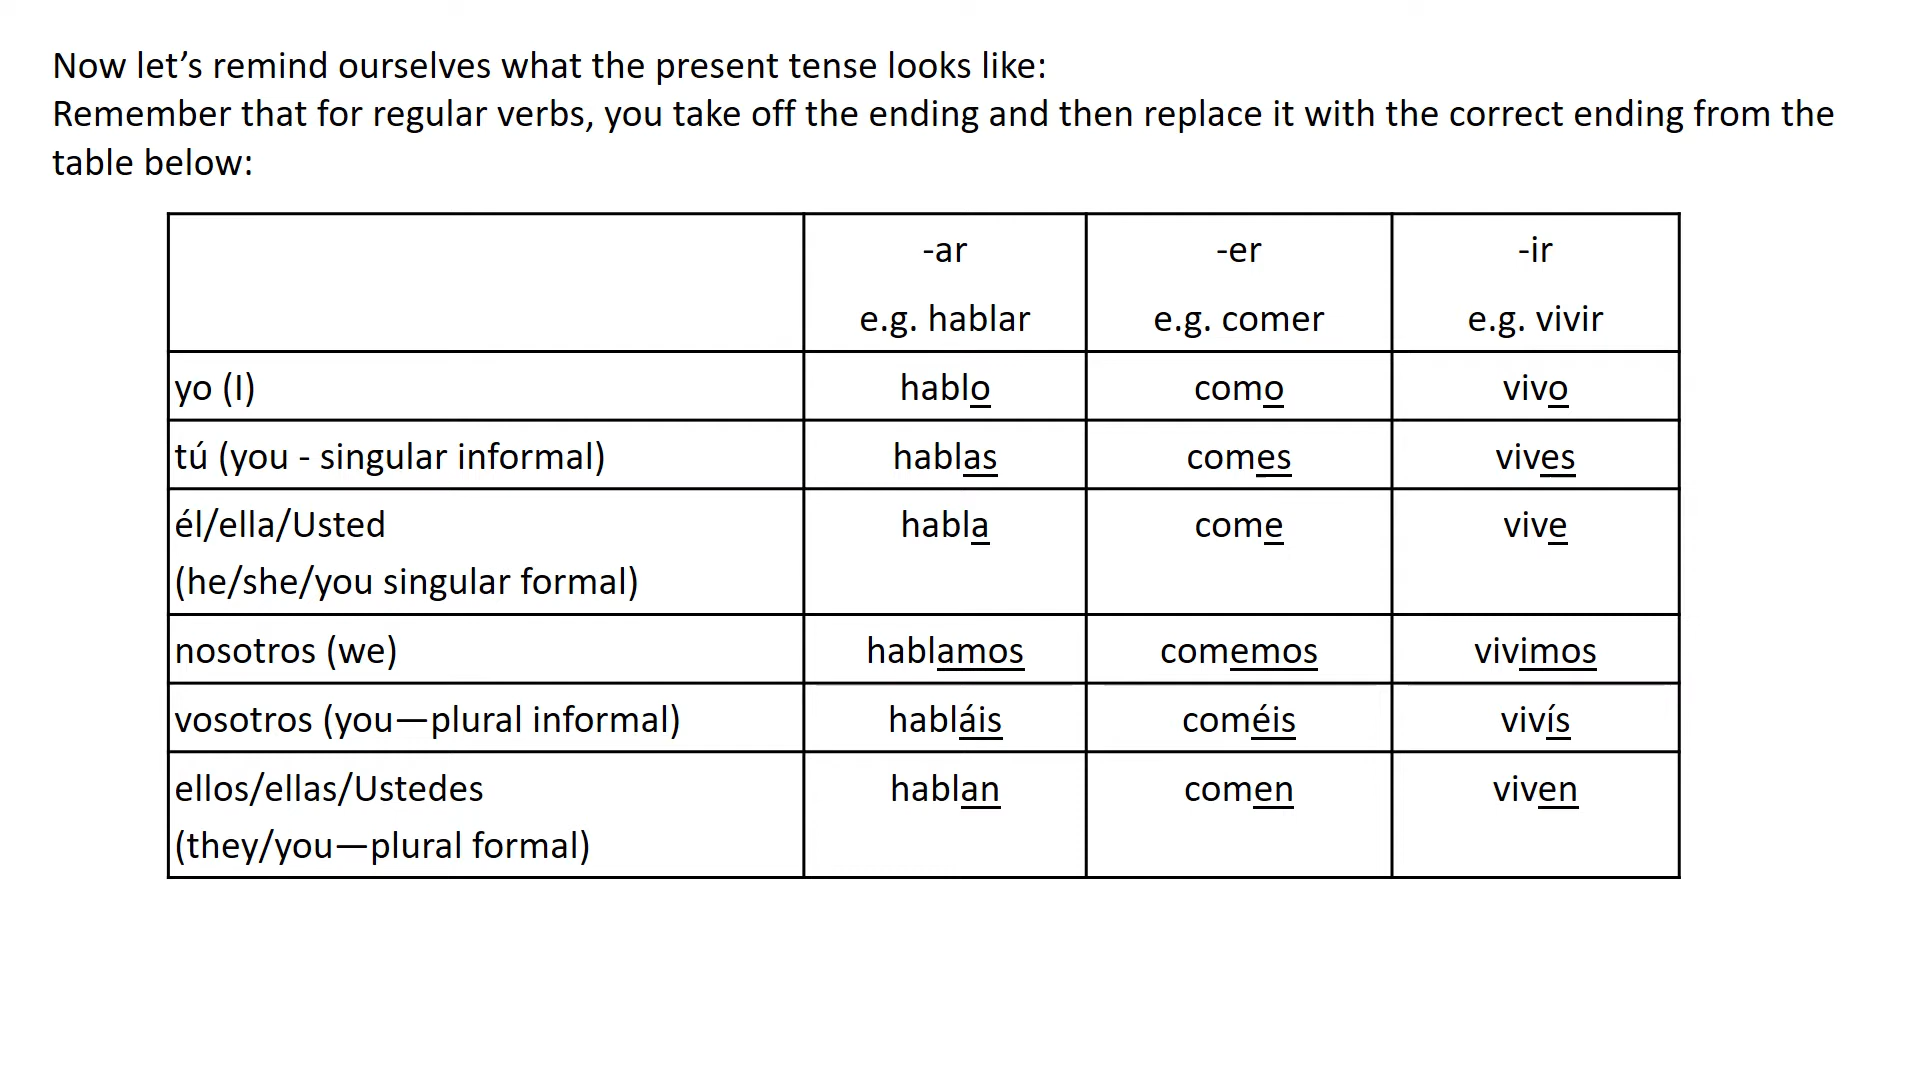 Now let’s remind ourselves what the present tense looks like:
Remember that for regular verbs, you take off the ending and then replace it with the correct ending from the
table below:
-ar -er -ir
e.g. hablar e.g. comer e.g. vivir
yo (I) hablo como vivo
tú (you - singular informal) hablas comes vives
él/ella/Usted habla come vive
(he/she/you singular formal)
nosotros (we) hablamos comemos vivimos
vosotros (you—plural informal) habláis coméis vivís
ellos/ellas/Ustedes hablan comen viven
(they/you—plural formal)